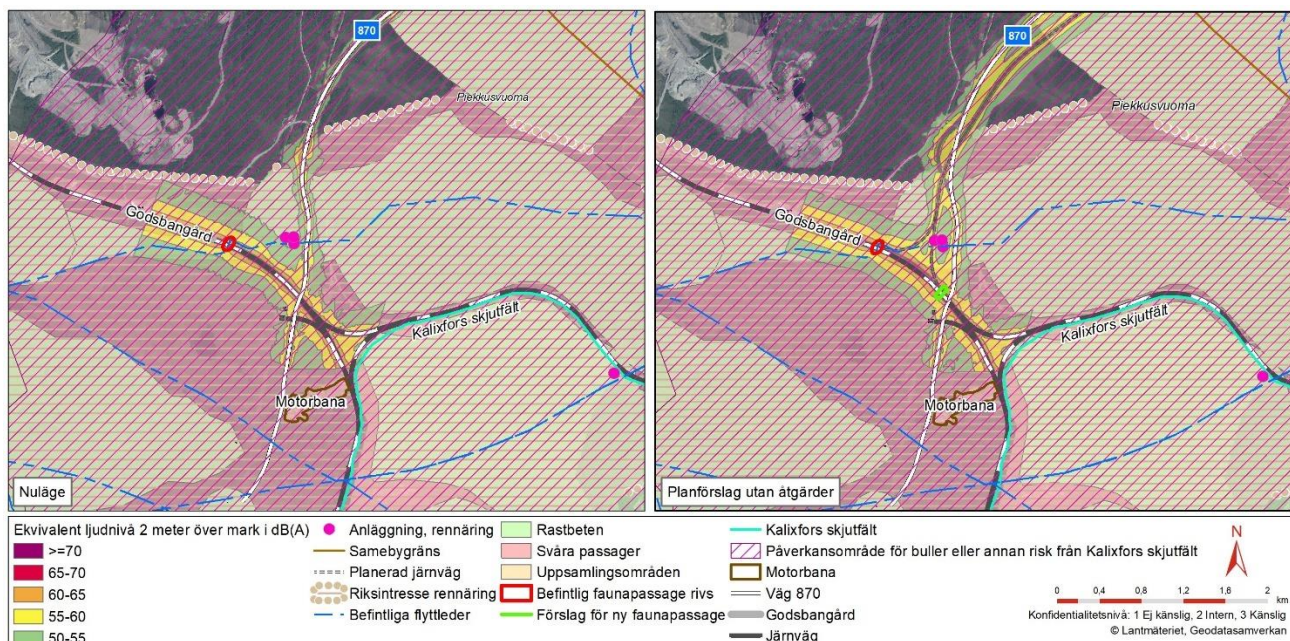 870
Piekkusvuoma
Godsbangård
Kalixfors skjutfält
Motorbana
Nuläge
870
Piekkusvuoma
Godsbangård
Kalixfors skjutfält
Motorbana
Planförslag utan åtgärder
Ekvivalent ljudnivå 2 meter över mark i dB(A)
>=70
65-70
60-65
55-60
50-55
Anläggning, rennäring
Samebygräns
Planerad järnväg
Riksintresse rennäring
Befintliga flyttleder
Rastbeten
Svåra passager
Uppsamlingsområden
Befintlig faunapassage rivs
Förslag för ny faunapassage
Kalixfors skjutfält
Påverkansområde för buller eller annan risk från Kalixfors skjutfält
Motorbana
Väg 870
Godsbangård
Järnväg
N
0 0,4 0,8 1,2 1,6 2
km
Konfidentialitetsnivå: 1 Ej känslig, 2 Intern, 3 Känslig
© Lantmäteriet, Geodatasamverkan